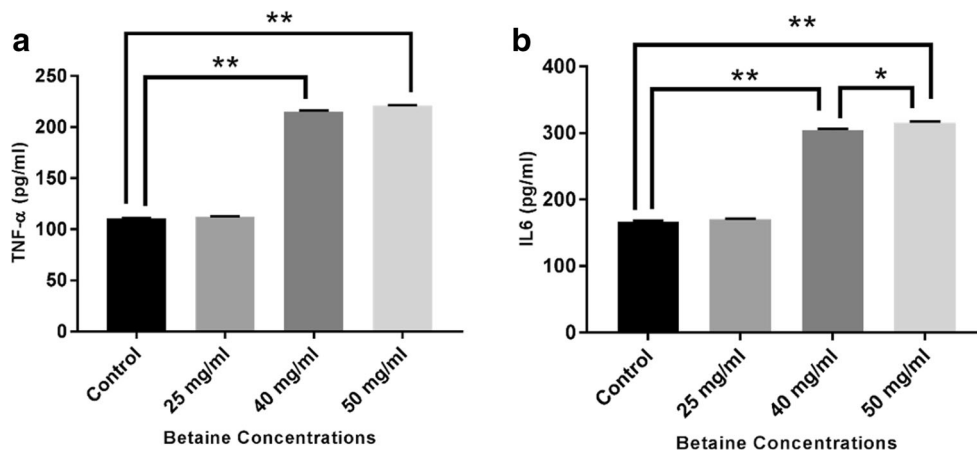 a
**
**
250
200
150
100
50
0
TNF-α (pg/ml)
Control
25 mg/ml
40 mg/ml
50 mg/ml
Betaine Concentrations
b
**
**
*
400
300
200
100
0
IL6 (pg/ml)
Control
25 mg/ml
40 mg/ml
50 mg/ml
Betaine Concentrations